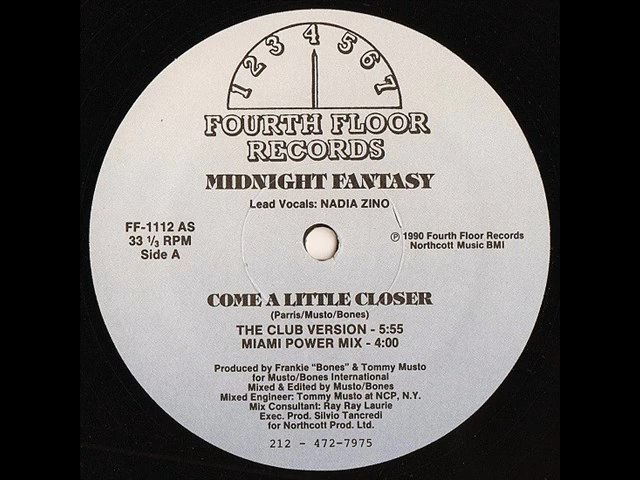 1 2 3 4 5 6 7
FOURTH FLOOR
RECORDS
MIDNIGHT FANTASY
Lead Vocals: NADIA ZINO
FF-1112 AS
33 1/3 RPM
Side A
Ⓟ 1990 Fourth Floor Records
Northcott Music BMI
COME A LITTLE CLOSER
(Parris/Musto/Bones)
THE CLUB VERSION - 5:55
MIAMI POWER MIX - 4:00
Produced by Frankie "Bones" & Tommy Musto
for Musto/Bones International
Mixed & Edited by Musto/Bones
Mixed Engineer: Tommy Musto at NCP, N.Y.
Mix Consultant: Ray Ray Laurie
Exec. Prod. Silvio Tancredi
for Northcott Prod. Ltd.
212 - 472-7975